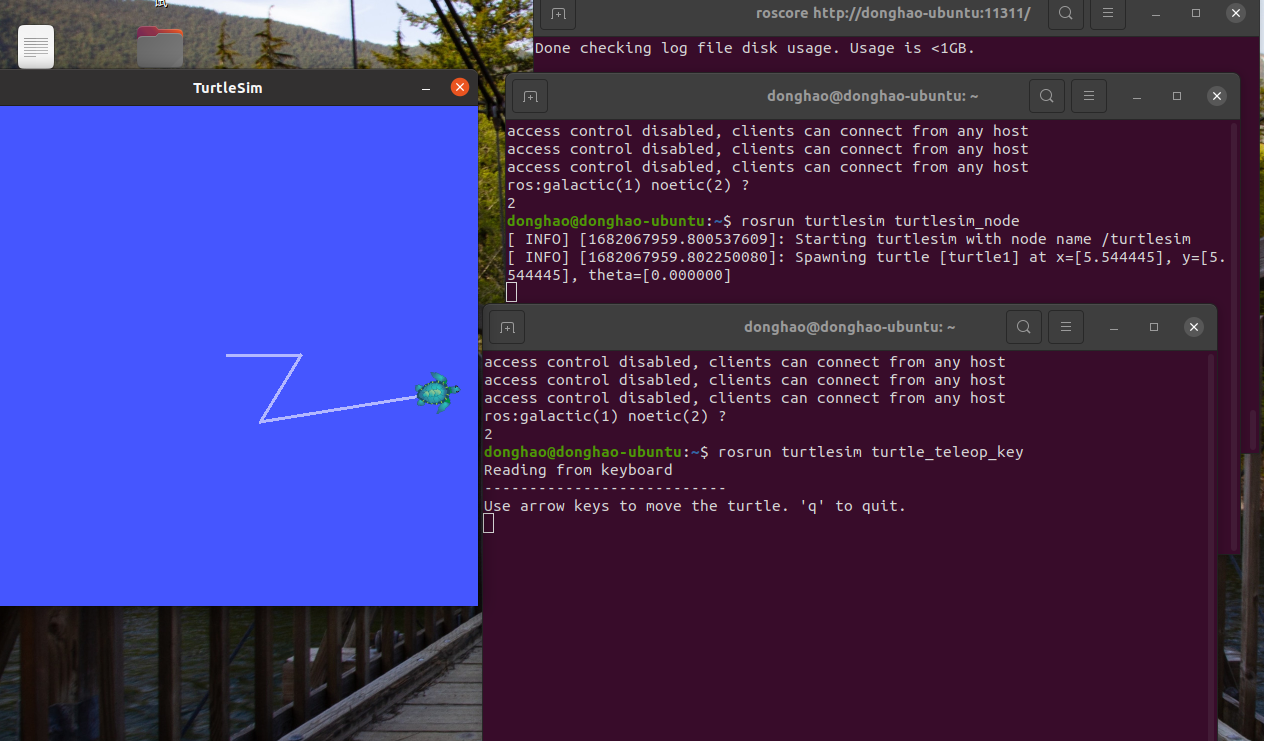 TurtleSim
roscore http://donghao-ubuntu:11311/
Done checking log file disk usage. Usage is <1GB.
donghao@donghao-ubuntu: ~
access control disabled, clients can connect from any host
access control disabled, clients can connect from any host
access control disabled, clients can connect from any host
ros:galactic(1) noetic(2) ?
2
donghao@donghao-ubuntu:~$ rosrun turtlesim turtlesim_node
[ INFO] [1682067959.800537609]: Starting turtlesim with node name /turtlesim
[ INFO] [1682067959.802250080]: Spawning turtle [turtle1] at x=[5.544445], y=[5.
544445], theta=[0.000000]
donghao@donghao-ubuntu: ~
access control disabled, clients can connect from any host
access control disabled, clients can connect from any host
access control disabled, clients can connect from any host
ros:galactic(1) noetic(2) ?
2
donghao@donghao-ubuntu:~$ rosrun turtlesim turtle_teleop_key
Reading from keyboard
---------------------------
Use arrow keys to move the turtle. 'q' to quit.